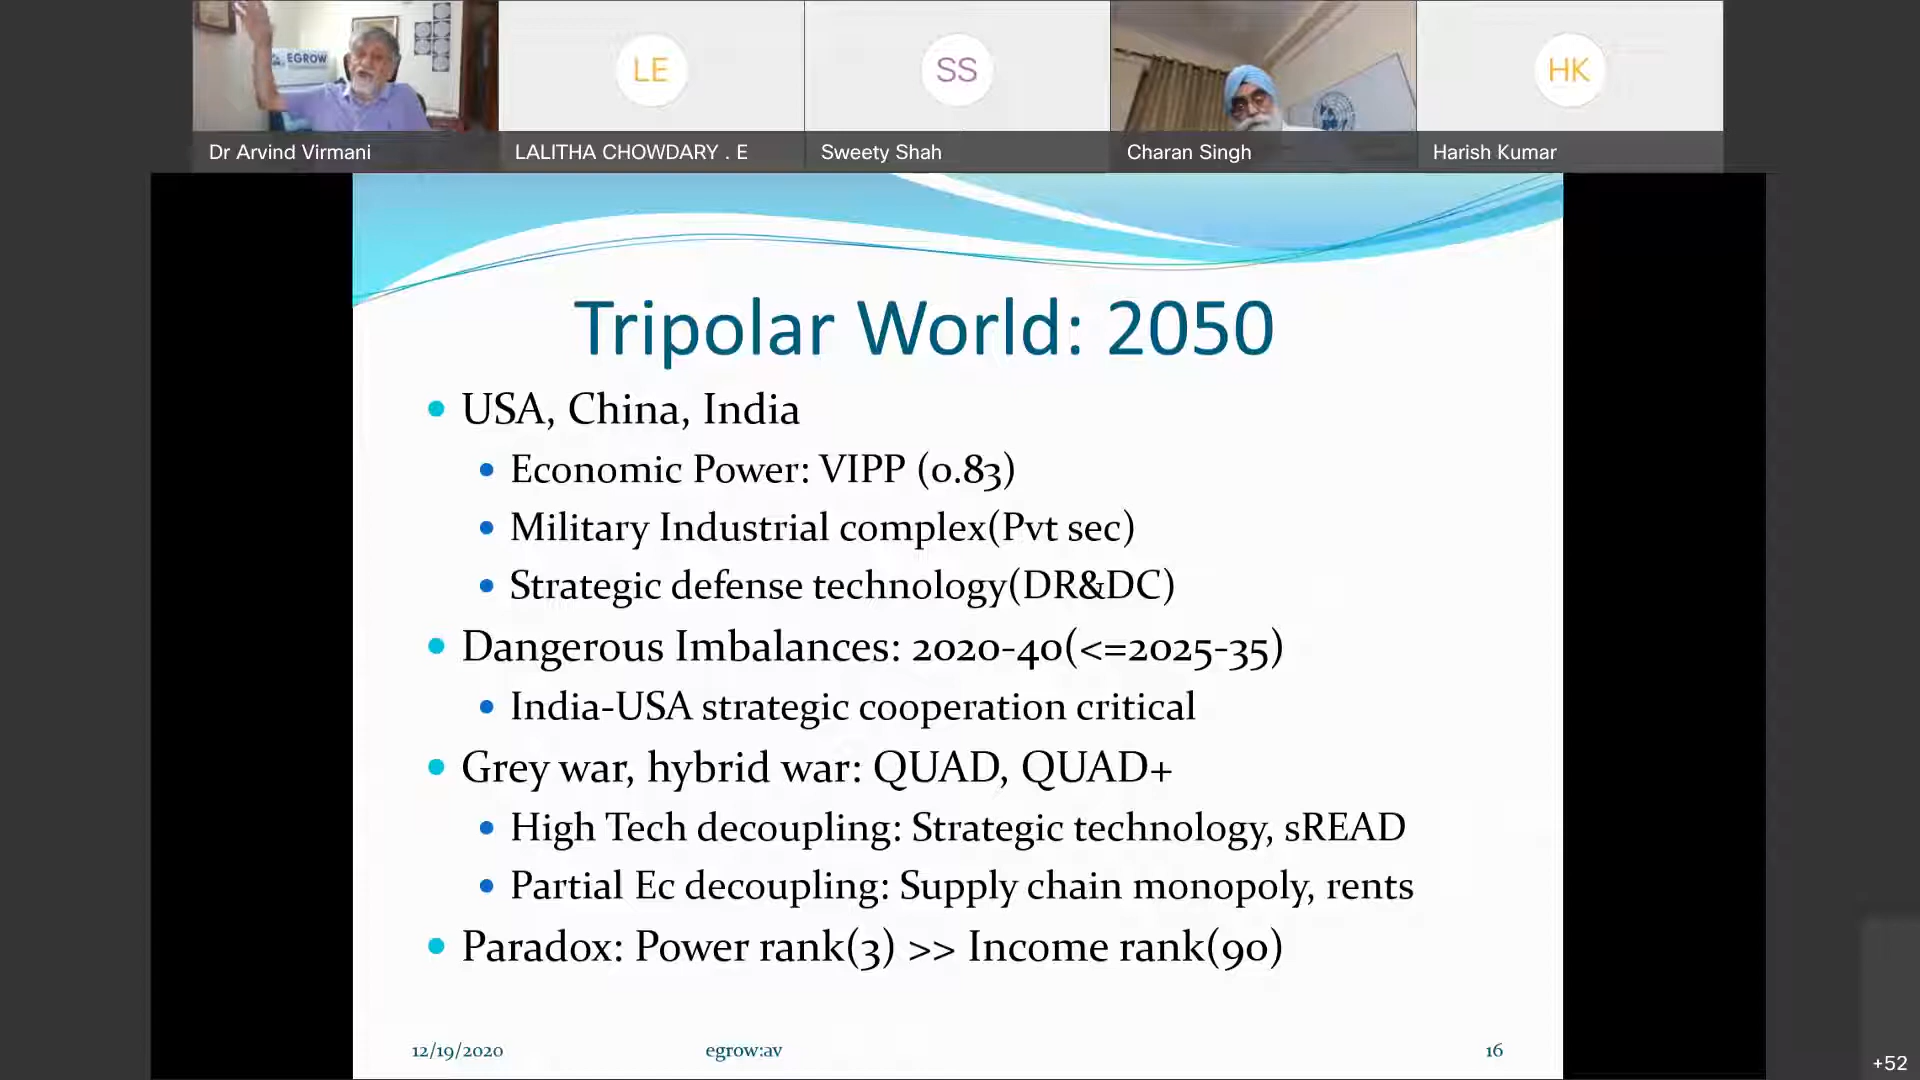 EGROW
LE
SS
HK
Dr Arvind Virmani
LALITHA CHOWDARY . E
Sweety Shah
Charan Singh
Harish Kumar
Tripolar World: 2050
USA, China, India
Economic Power: VIPP (0.83)
Military Industrial complex(Pvt sec)
Strategic defense technology(DR&DC)
Dangerous Imbalances: 2020-40(<=2025-35)
India-USA strategic cooperation critical
Grey war, hybrid war: QUAD, QUAD+
High Tech decoupling: Strategic technology, sREAD
Partial Ec decoupling: Supply chain monopoly, rents
Paradox: Power rank(3) >> Income rank(90)
12/19/2020
egrow:av
16
+52